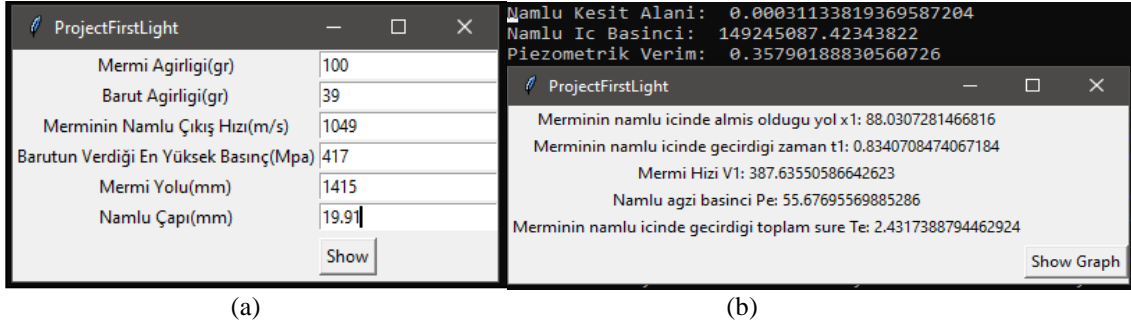 ProjectFirstLight
Mermi Agirligi(gr) 100
Barut Agirligi(gr) 39
Merminin Namlu Çıkış Hızı(m/s) 1049
Barutun Verdiği En Yüksek Basınç(Mpa) 417
Mermi Yolu(mm) 1415
Namlu Çapı(mm) 19.91
Show
(a)
Namlu Kesit Alani: 0.00031133819369587204
Namlu Ic Basinci: 149245087.42343822
Piezometrik Verim: 0.35790188830560726
ProjectFirstLight
Merminin namlu icinde almis oldugu yol x1: 88.0307281466816
Merminin namlu icinde gecirdigi zaman t1: 0.8340708474067184
Mermi Hizi V1: 387.63550586642623
Namlu agzi basinci Pe: 55.67695569885286
Merminin namlu icinde gecirdigi toplam sure Te: 2.4317388794462924
Show Graph
(b)